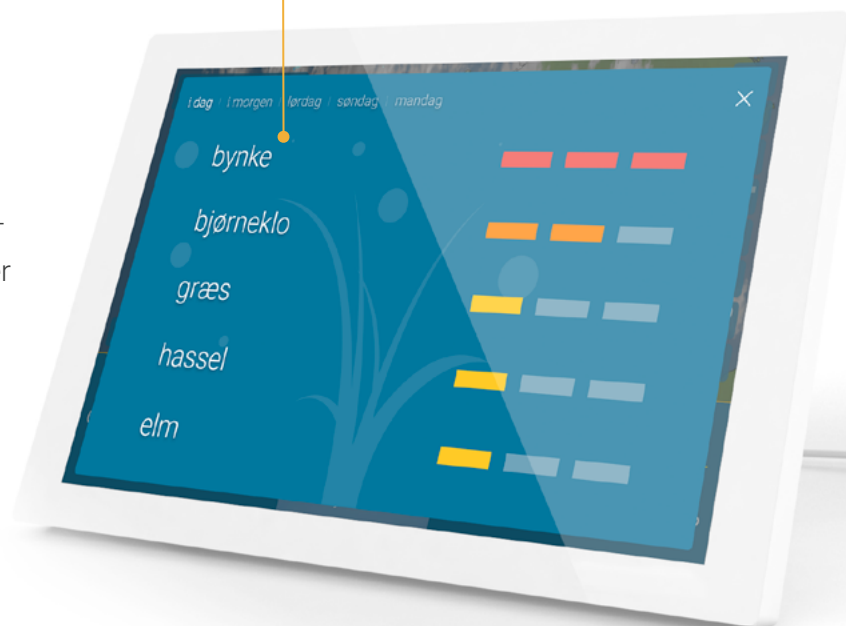 i dag | i morgen | lørdag | søndag | mandag
bynke
bjørneklo
græs
hassel
elm